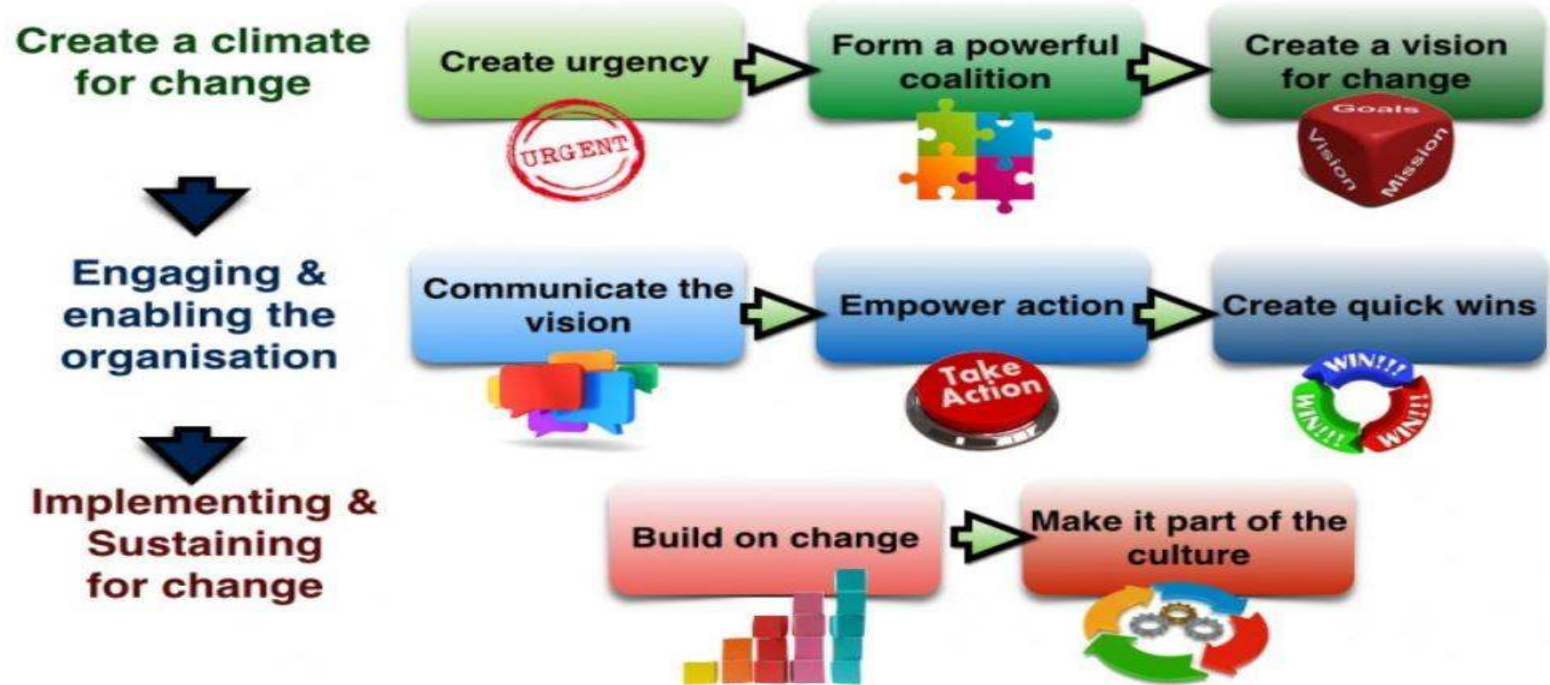 Create a climate
for change
Create urgency
URGENT
Form a powerful
coalition
Create a vision
for change
Goals
Vision
Mission
Engaging &
enabling the
organisation
Communicate the
vision
Empower action
Take
Action
Create quick wins
WIN!!!
WIN!!!
WIN!!!
Implementing &
Sustaining
for change
Build on change
Make it part of the
culture